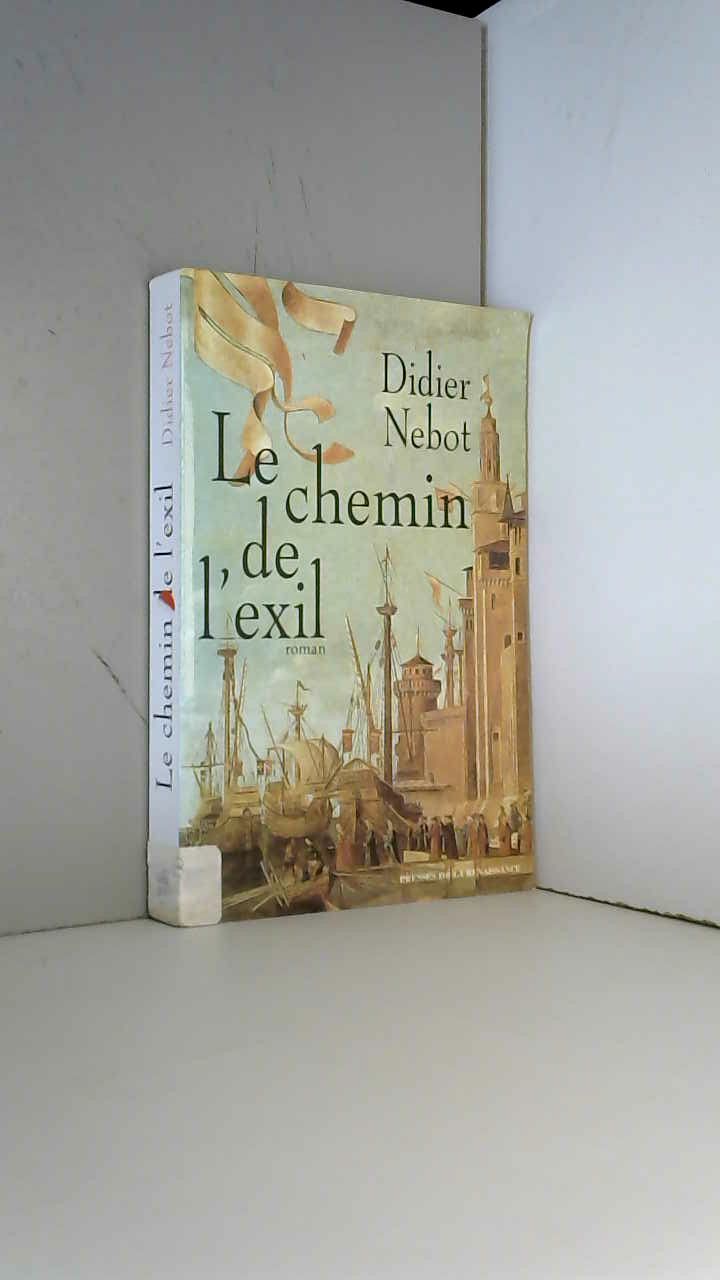 Didier
Nebot
Le
chemin
de
l'exil
roman
PRESSES DE LA RENAISSANCE
Le chemin de l'exil Didier Nebot